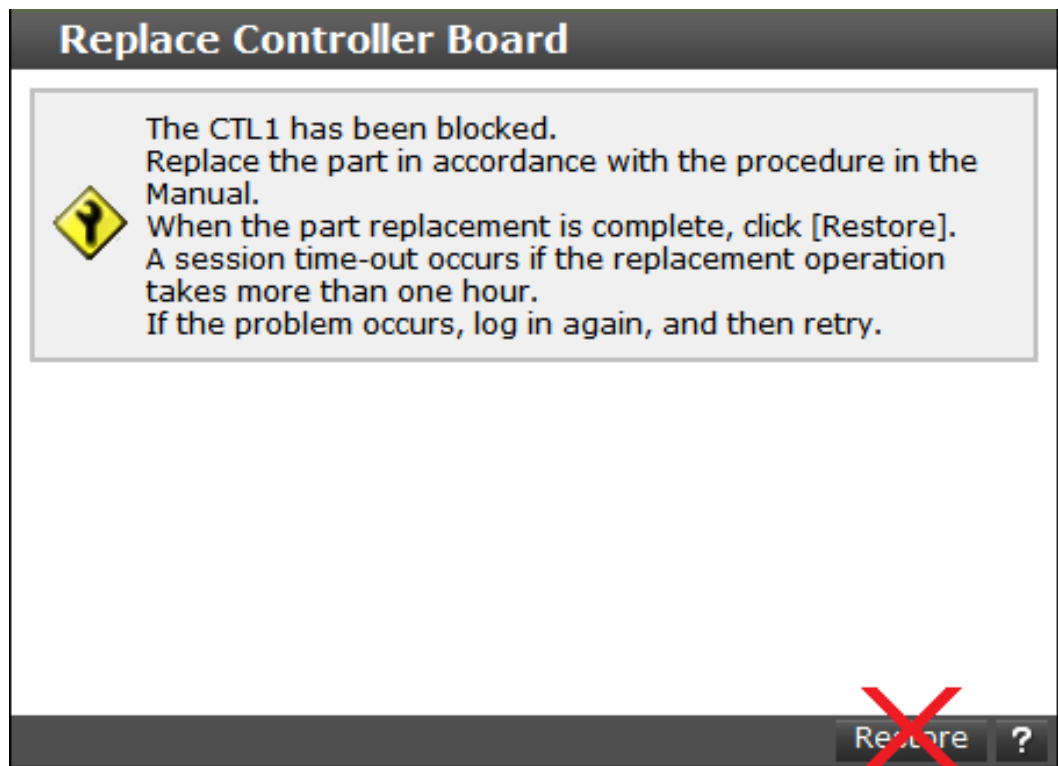 Replace Controller Board
The CTL1 has been blocked.
Replace the part in accordance with the procedure in the
Manual.
When the part replacement is complete, click [Restore].
A session time-out occurs if the replacement operation
takes more than one hour.
If the problem occurs, log in again, and then retry.
Restore ?